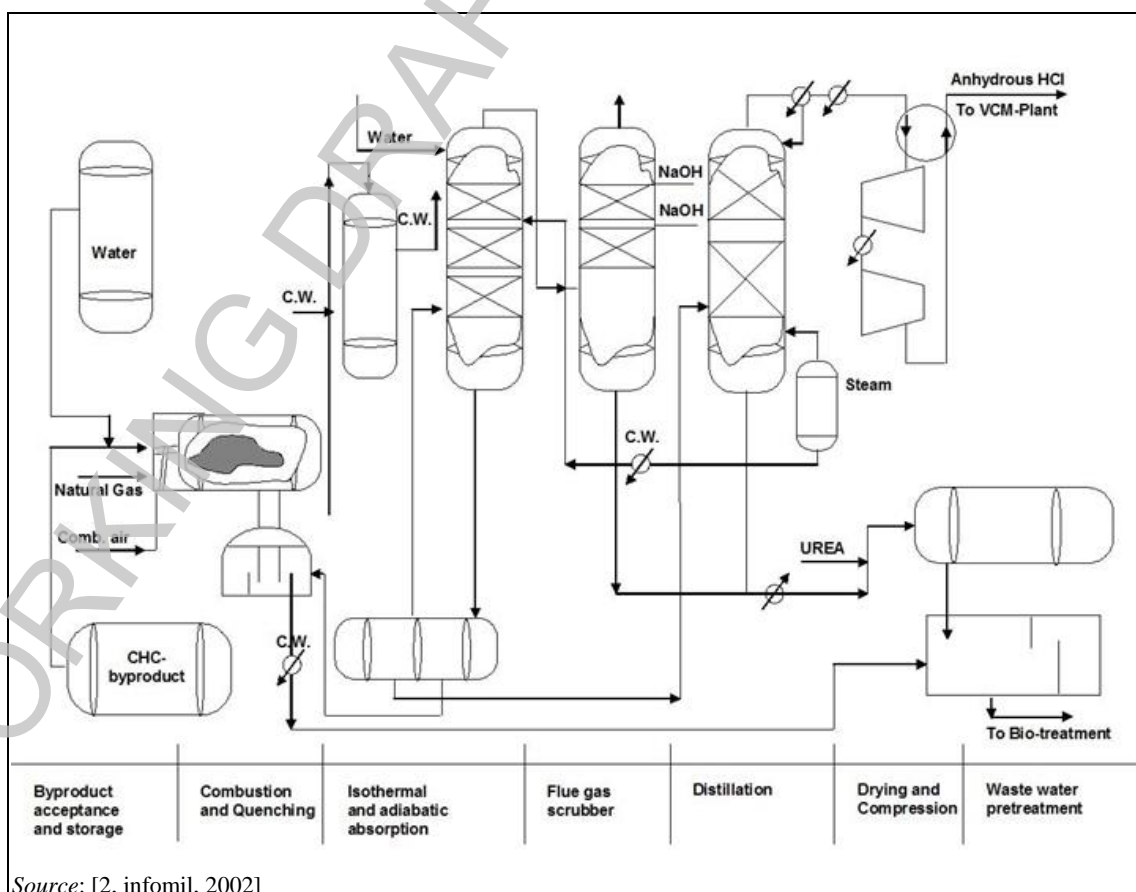 WORKING DRAF
Anhydrous HCl
To VCM-Plant
Water
NaOH
C.W.
NaOH
Water
C.W.
Steam
C.W.
Natural Gas
UREA
Comb. air
C.W.
CHC-
byproduct
To Bio-treatment
Byproduct
acceptance
and storage
Combustion
and Quenching
Isothermal
and adiabatic
absorption
Flue gas
scrubber
Distillation
Drying and
Compression
Waste water
pretreatment
Source: [2, infomil, 2002]